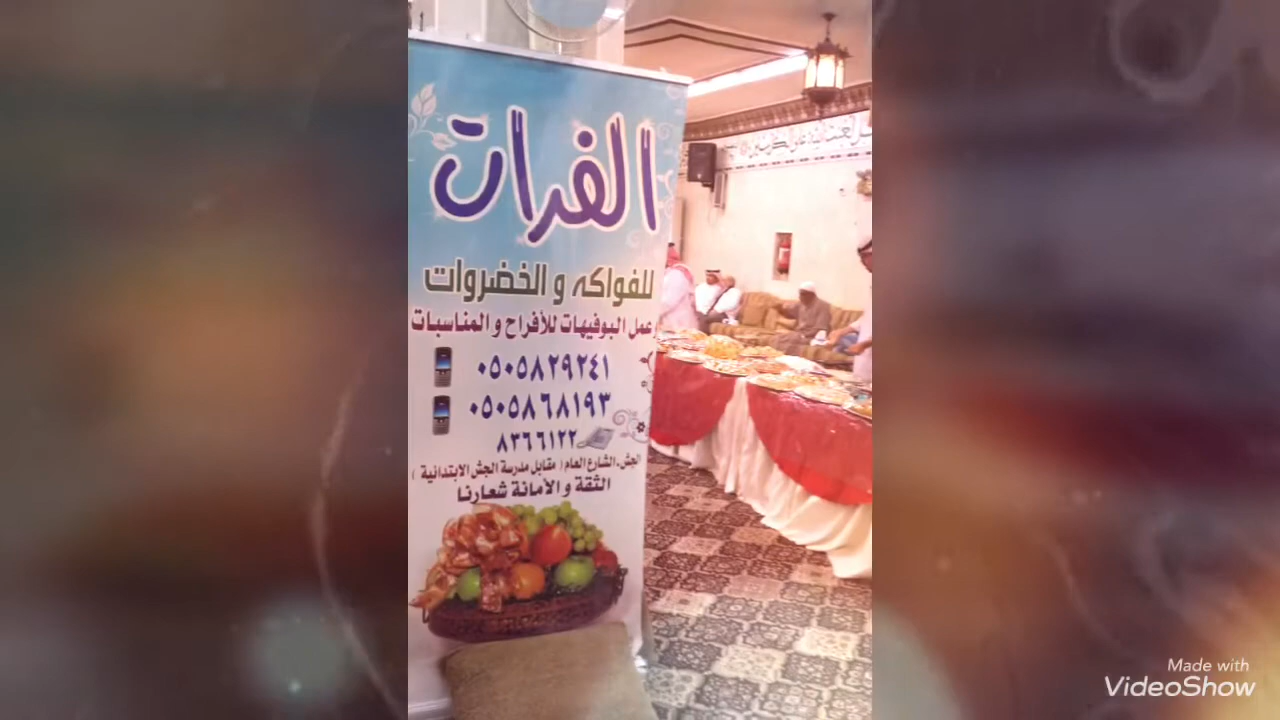 الفرات
للفواكه و الخضروات
عمل البوفيهات للأفراح و المناسبات
٠٥٠٥٨٢٩٢٤١
٠٥٠٥٨٦٨١٩٣
٨٣٦٦١٢٢
الجش - الشارع العام ( مقابل مدرسة الجش الابتدائية )
الثقة و الأمانة شعارنا
Made with
VideoShow